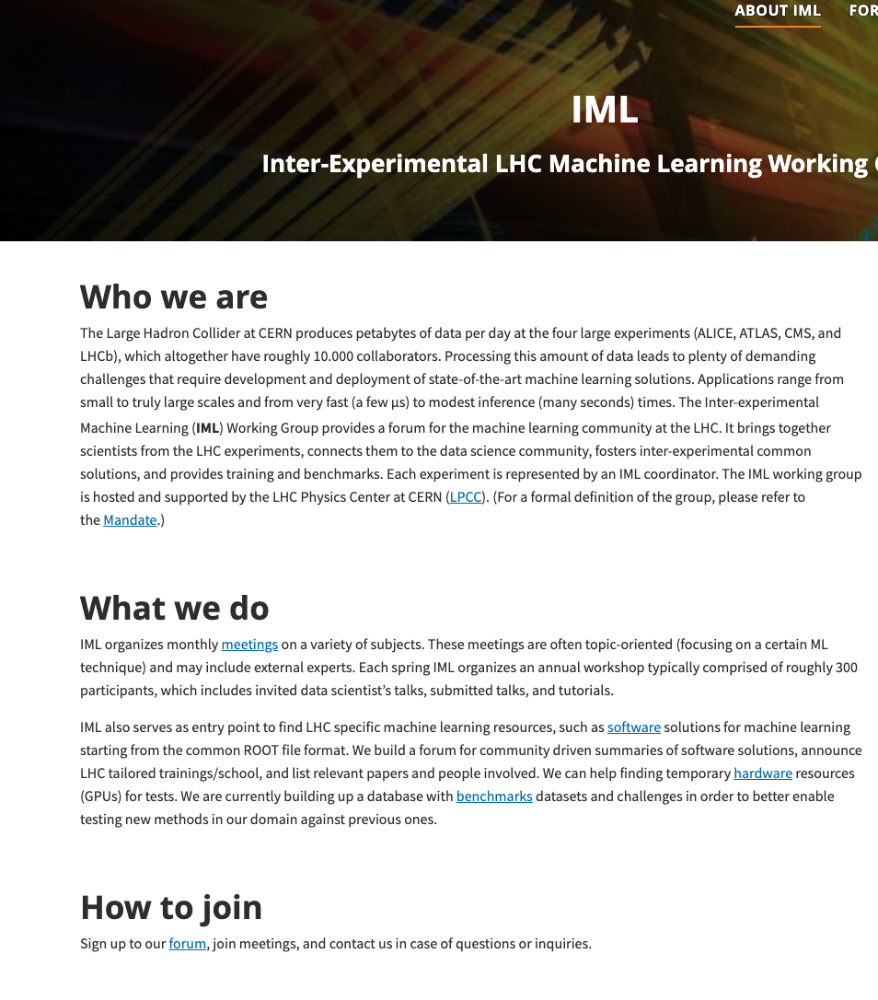 ABOUT IML FOR
IML
Inter-Experimental LHC Machine Learning Working
Who we are
The Large Hadron Collider at CERN produces petabytes of data per day at the four large experiments (ALICE, ATLAS, CMS, and
LHCb), which altogether have roughly 10.000 collaborators. Processing this amount of data leads to plenty of demanding
challenges that require development and deployment of state-of-the-art machine learning solutions. Applications range from
small to truly large scales and from very fast (a few µs) to modest inference (many seconds) times. The Inter-experimental
Machine Learning (IML) Working Group provides a forum for the machine learning community at the LHC. It brings together
scientists from the LHC experiments, connects them to the data science community, fosters inter-experimental common
solutions, and provides training and benchmarks. Each experiment is represented by an IML coordinator. The IML working group
is hosted and supported by the LHC Physics Center at CERN (LPCC). (For a formal definition of the group, please refer to
the Mandate.)
What we do
IML organizes monthly meetings on a variety of subjects. These meetings are often topic-oriented (focusing on a certain ML
technique) and may include external experts. Each spring IML organizes an annual workshop typically comprised of roughly 300
participants, which includes invited data scientist’s talks, submitted talks, and tutorials.
IML also serves as entry point to find LHC specific machine learning resources, such as software solutions for machine learning
starting from the common ROOT file format. We build a forum for community driven summaries of software solutions, announce
LHC tailored trainings/school, and list relevant papers and people involved. We can help finding temporary hardware resources
(GPUs) for tests. We are currently building up a database with benchmarks datasets and challenges in order to better enable
testing new methods in our domain against previous ones.
How to join
Sign up to our forum, join meetings, and contact us in case of questions or inquiries.